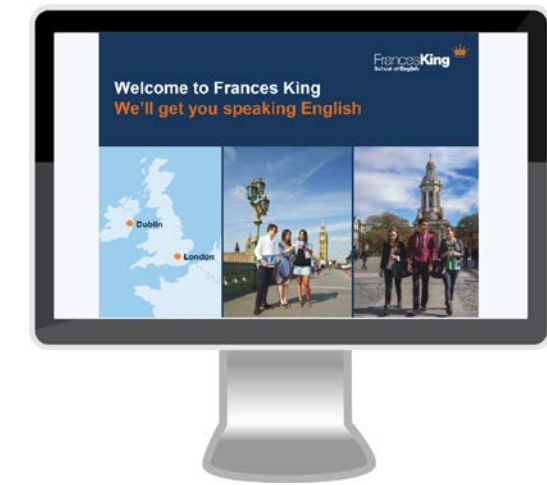 FrancesKing
School of English
Welcome to Frances King
We'll get you speaking English
Dublin
London